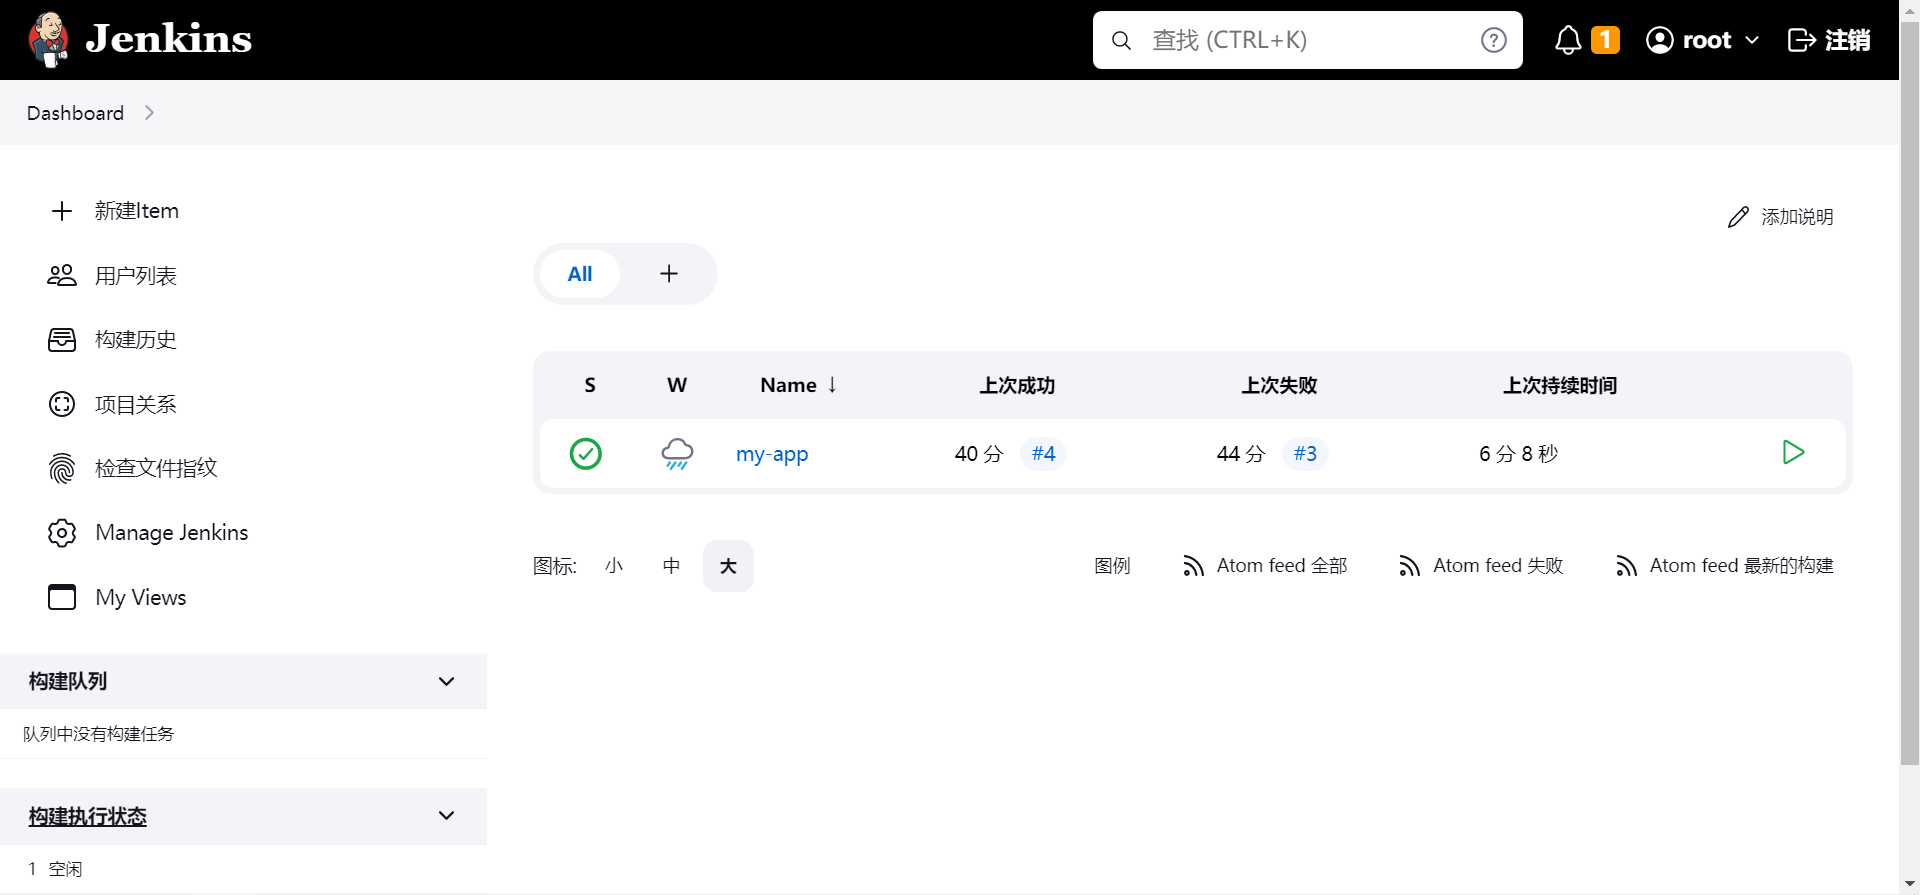 Jenkins
查找 (CTRL+K)
1
root
注销
Dashboard
新建Item
用户列表
构建历史
项目关系
检查文件指纹
Manage Jenkins
My Views
构建队列
队列中没有构建任务
构建执行状态
1 空闲
添加说明
All +
S W Name ↓ 上次成功 上次失败 上次持续时间
my-app 40 分 #4 44 分 #3 6 分 8 秒
图标: 小 中 大
图例 Atom feed 全部 Atom feed 失败 Atom feed 最新的构建